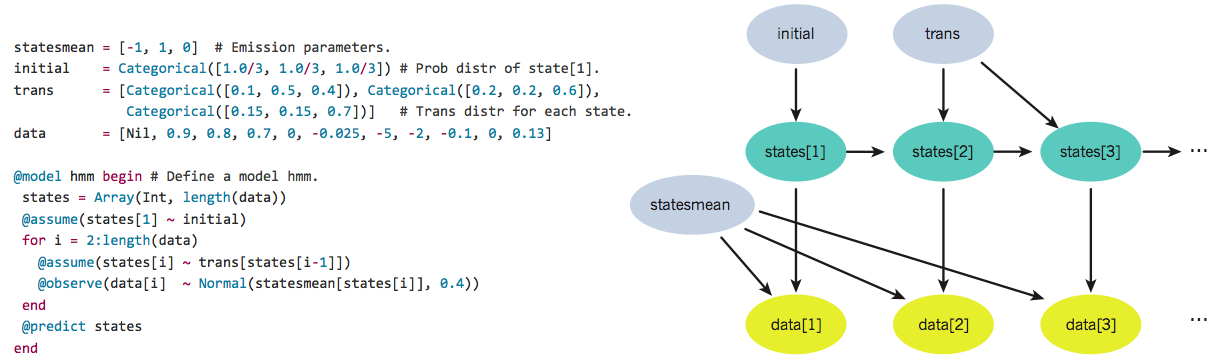 statesmean = [-1, 1, 0]  # Emission parameters.
initial    = Categorical([1.0/3, 1.0/3, 1.0/3]) # Prob distr of state[1].
trans      = [Categorical([0.1, 0.5, 0.4]), Categorical([0.2, 0.2, 0.6]),
              Categorical([0.15, 0.15, 0.7])]   # Trans distr for each state.
data       = [Nil, 0.9, 0.8, 0.7, 0, -0.025, -5, -2, -0.1, 0, 0.13]
@model hmm begin # Define a model hmm.
 states = Array(Int, length(data))
 @assume(states[1] ~ initial)
 for i = 2:length(data)
   @assume(states[i] ~ trans[states[i-1]])
   @observe(data[i]  ~ Normal(statesmean[states[i]], 0.4))
 end
 @predict states
end
initial
trans
states[1]
states[2]
states[3]
...
statesmean
data[1]
data[2]
data[3]
...